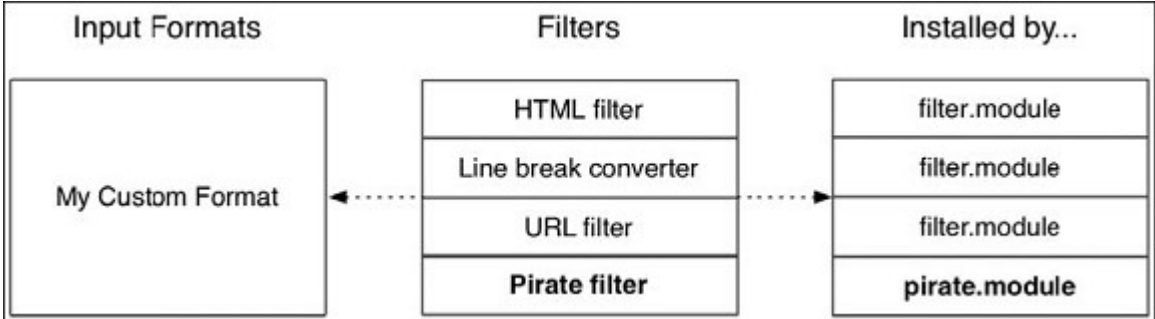 Input Formats Filters Installed by...
HTML filter filter.module
Line break converter filter.module
My Custom Format
URL filter filter.module
Pirate filter pirate.module